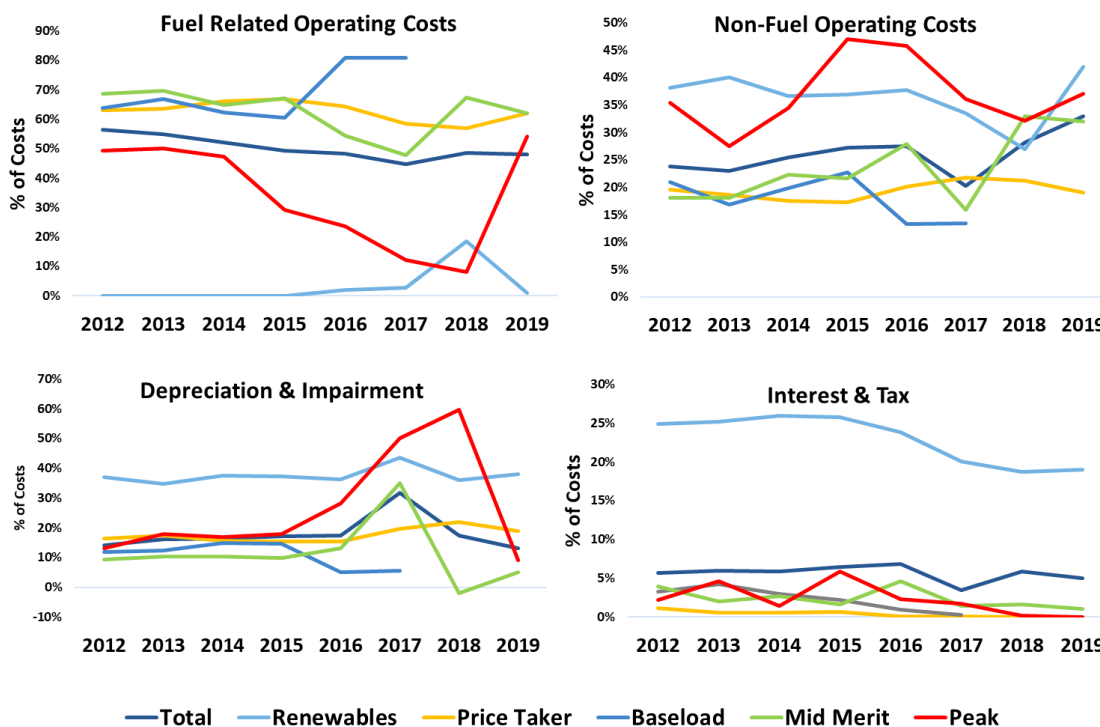 Fuel Related Operating Costs
% of Costs
90%
80%
70%
60%
50%
40%
30%
20%
10%
0%
2012 2013 2014 2015 2016 2017 2018 2019
Non-Fuel Operating Costs
% of Costs
50%
45%
40%
35%
30%
25%
20%
15%
10%
5%
0%
2012 2013 2014 2015 2016 2017 2018 2019
Depreciation & Impairment
% of Costs
70%
60%
50%
40%
30%
20%
10%
0%
-10%
2012 2013 2014 2015 2016 2017 2018 2019
Interest & Tax
% of Costs
30%
25%
20%
15%
10%
5%
0%
2012 2013 2014 2015 2016 2017 2018 2019
Total Renewables Price Taker Baseload Mid Merit Peak